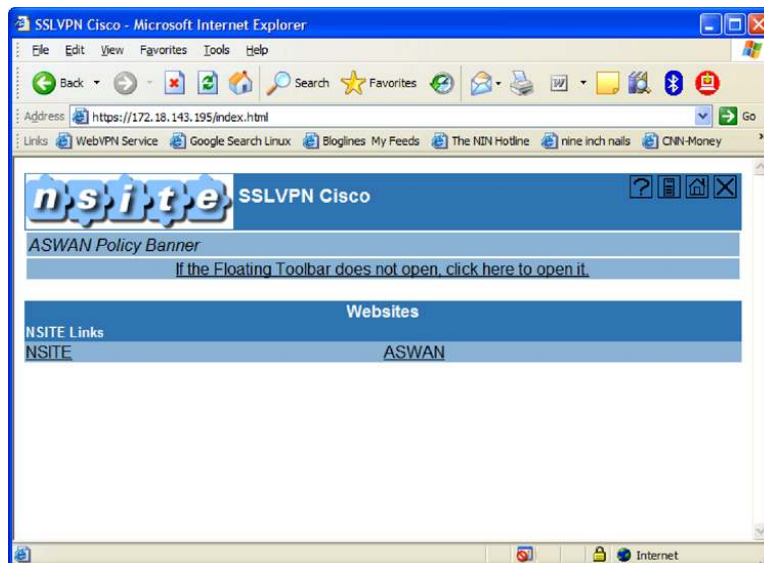 SSLVPN Cisco - Microsoft Internet Explorer
File Edit View Favorites Tools Help
Back Search Favorites
Address https://172.18.143.195/index.html Go
Links WebVPN Service Google Search Linux Bloglines My Feeds The NIN Hotline nine inch nails CNN-Money »
nsite SSLVPN Cisco
ASWAN Policy Banner
If the Floating Toolbar does not open, click here to open it.
Websites
NSITE Links
NSITE ASWAN
Internet